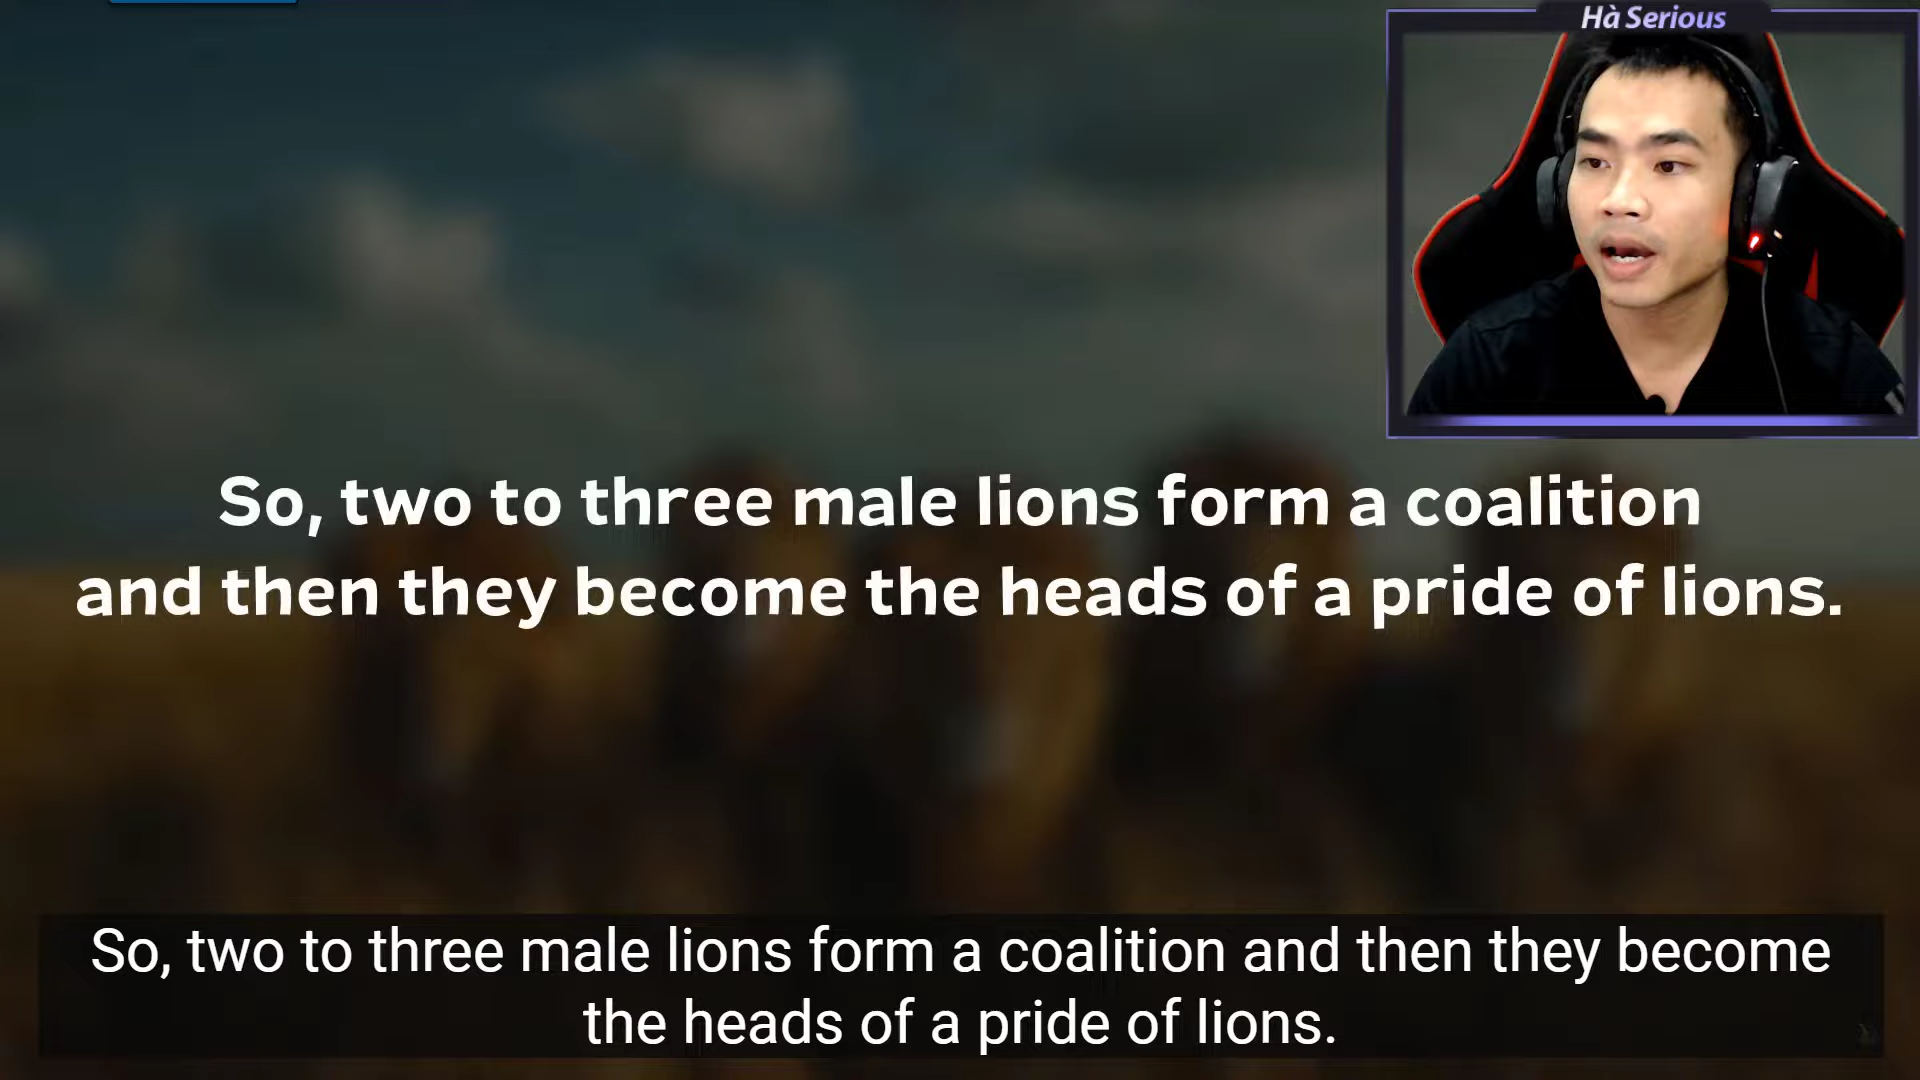 Hà Serious
So, two to three male lions form a coalition
and then they become the heads of a pride of lions.
So, two to three male lions form a coalition and then they become
the heads of a pride of lions.